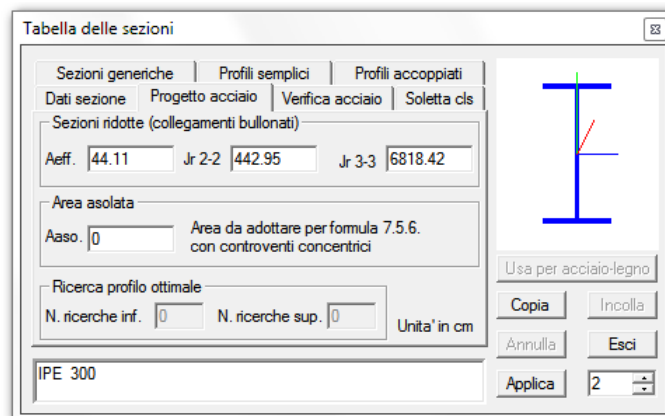 Tabella delle sezioni
Sezioni generiche Profili semplici Profili accoppiati
Dati sezione Progetto acciaio Verifica acciaio Soletta cls
Sezioni ridotte (collegamenti bullonati)
Aeff. 44.11 Jr 2-2 442.95 Jr 3-3 6818.42
Area asolata
Aaso. 0 Area da adottare per formula 7.5.6.
con controventi concentrici
Ricerca profilo ottimale
N. ricerche inf. 0 N. ricerche sup. 0 Unita' in cm
IPE 300
Usa per acciaio-legno
Copia Incolla
Annulla Esci
Applica 2